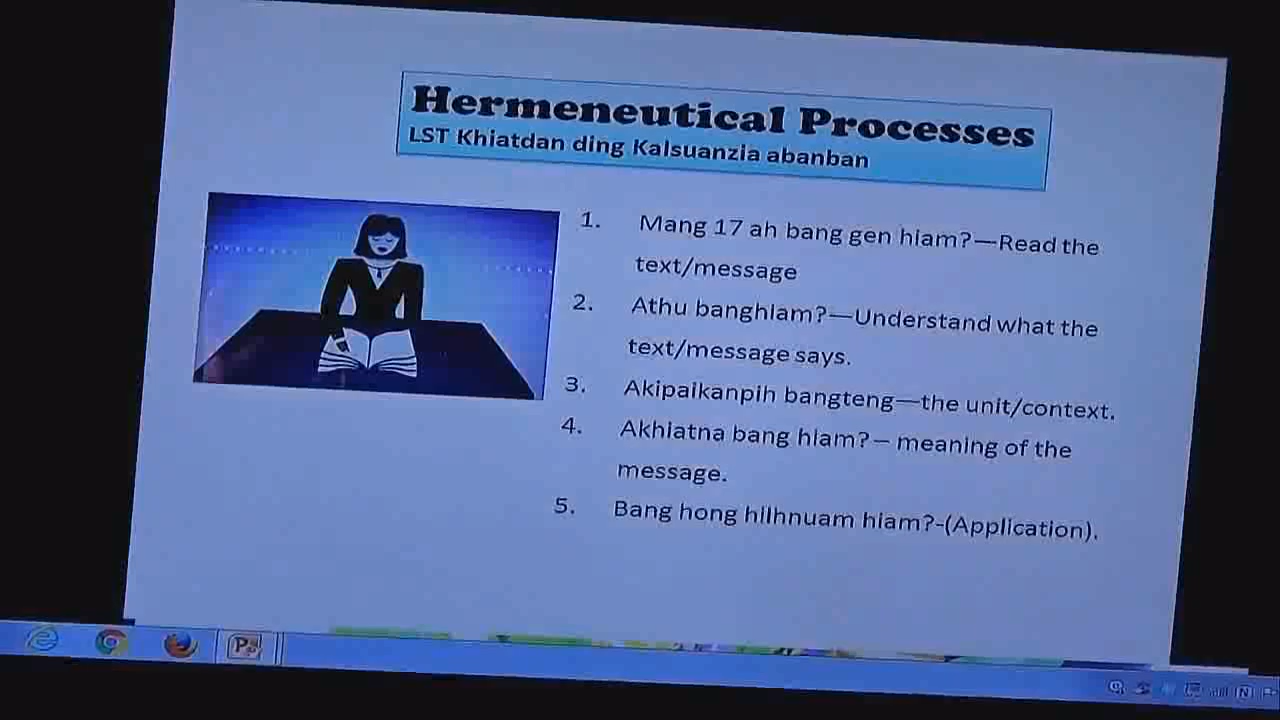 Hermeneutical Processes
LST Khiatdan ding Kalsuanzia abanban
1. Mang 17 ah bang gen hiam?—Read the
text/message
2. Athu banghiam?—Understand what the
text/message says.
3. Akipaikanpih bangteng—the unit/context.
4. Akhiatna bang hiam?– meaning of the
message.
5. Bang hong hilhnuam hiam?-(Application).